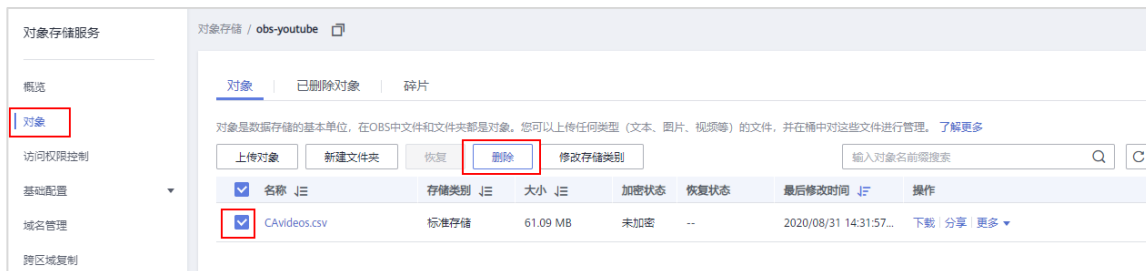 对象存储服务
对象存储 / obs-youtube
概览
对象
访问权限控制
基础配置
域名管理
跨区域复制
对象 已删除对象 碎片
对象是数据存储的基本单位，在OBS中文件和文件夹都是对象。您可以上传任何类型（文本、图片、视频等）的文件，并在桶中对这些文件进行管理。 了解更多
上传对象 新建文件夹 恢复 删除 修改存储类别 输入对象名前缀搜索
名称 存储类别 大小 加密状态 恢复状态 最后修改时间 操作
CAvideos.csv 标准存储 61.09 MB 未加密 -- 2020/08/31 14:31:57... 下载 分享 更多